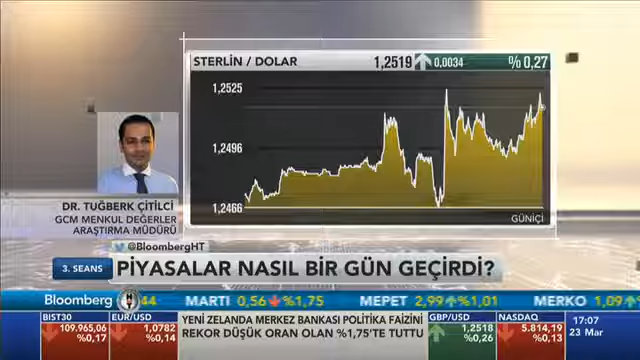 STERLİN / DOLAR 1,2519 0,0034 % 0,27
1,2525
1,2496
1,2466
GÜNİÇİ
DR. TUĞBERK ÇİTİLCİ
GCM MENKUL DEĞERLER
ARAŞTIRMA MÜDÜRÜ
@BloombergHT
3. SEANS
PİYASALAR NASIL BİR GÜN GEÇİRDİ?
Bloomberg HT 44 MARTI 0,56 %1,75 MEPET 2,99 %1,01 MERKO 1,09
BIST30
109.965,06
%0,17
EUR/USD
1,0782
%0,14
YENİ ZELANDA MERKEZ BANKASI POLİTİKA FAİZİNİ
REKOR DÜŞÜK ORAN OLAN %1,75'TE TUTTU
GBP/USD
1,2518
%0,26
NASDAQ
5.814,19
%0,13
17:07
23 Mar